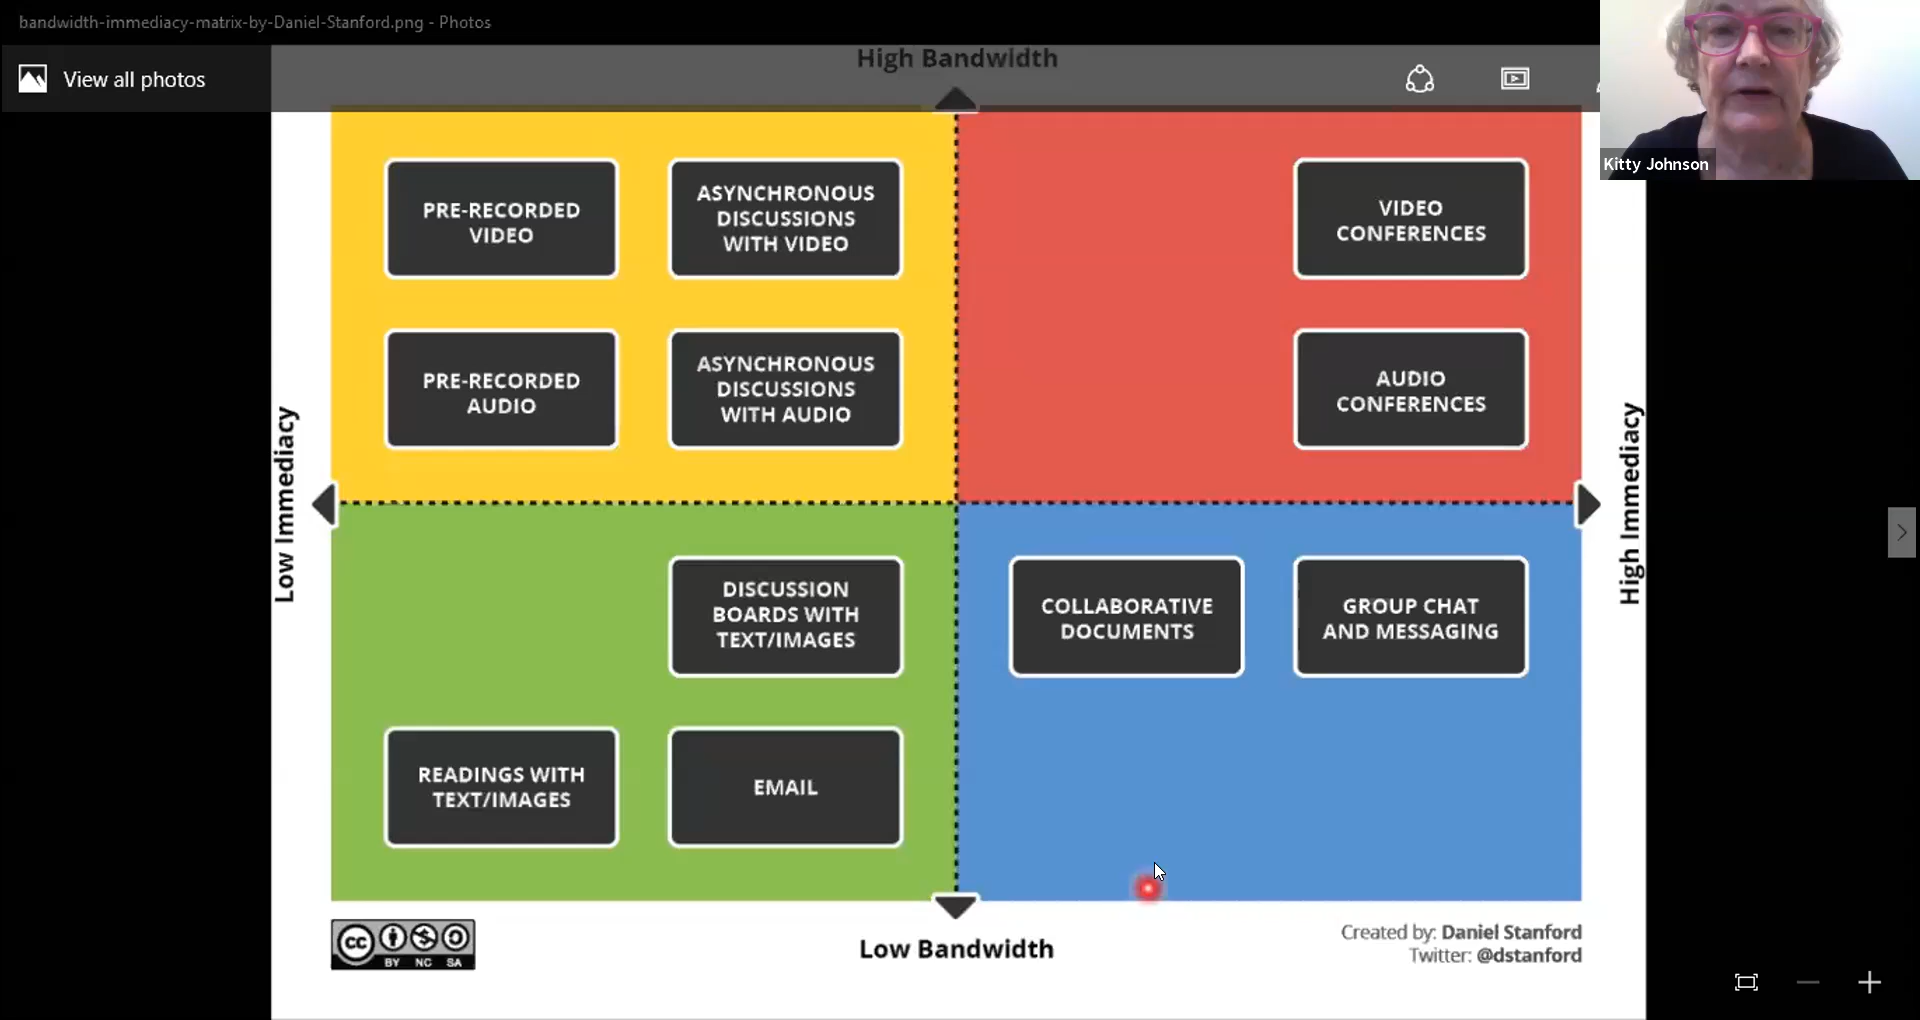 bandwidth-immediacy-matrix-by-Daniel-Stanford.png - Photos
View all photos
High Bandwidth
Kitty Johnson
PRE-RECORDED
VIDEO
ASYNCHRONOUS
DISCUSSIONS
WITH VIDEO
VIDEO
CONFERENCES
PRE-RECORDED
AUDIO
ASYNCHRONOUS
DISCUSSIONS
WITH AUDIO
AUDIO
CONFERENCES
Low Immediacy
High Immediacy
DISCUSSION
BOARDS WITH
TEXT/IMAGES
COLLABORATIVE
DOCUMENTS
GROUP CHAT
AND MESSAGING
READINGS WITH
TEXT/IMAGES
EMAIL
cc
BY NC SA
Low Bandwidth
Created by: Daniel Stanford
Twitter: @dstanford